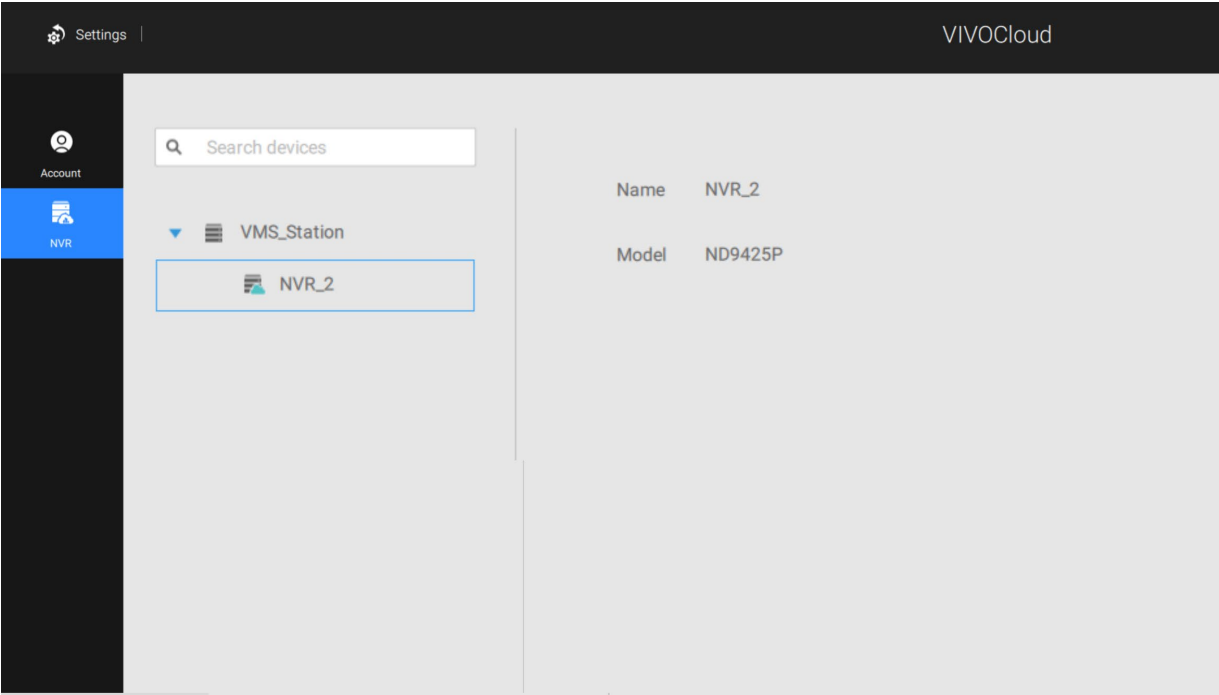 Settings
VIVOCloud
Account
NVR
Search devices
VMS_Station
NVR_2
Name NVR_2
Model ND9425P